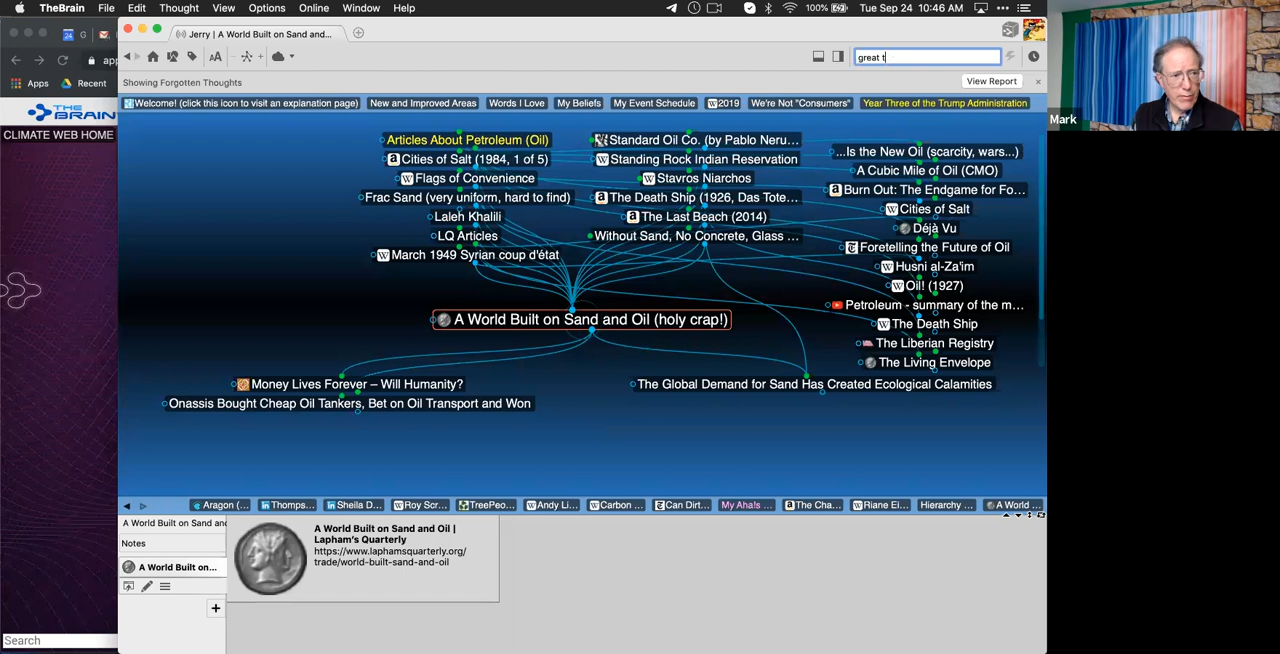 TheBrain File Edit Thought View Options Online Window Help 100% Tue Sep 24 10:46 AM
Jerry | A World Built on Sand and...
24 G
app
AA
great t
Apps Recent
Showing Forgotten Thoughts View Report
THE BRAIN
Welcome! (click this icon to visit an explanation page) New and Improved Areas Words I Love My Beliefs My Event Schedule 2019 We're Not "Consumers" Year Three of the Trump Administration
Mark
CLIMATE WEB HOME
Articles About Petroleum (Oil)
Cities of Salt (1984, 1 of 5)
Flags of Convenience
Frac Sand (very uniform, hard to find)
Laleh Khalili
LQ Articles
March 1949 Syrian coup d'état
Standard Oil Co. (by Pablo Neru...
Standing Rock Indian Reservation
Stavros Niarchos
The Death Ship (1926, Das Tote...
The Last Beach (2014)
Without Sand, No Concrete, Glass ...
...Is the New Oil (scarcity, wars...)
A Cubic Mile of Oil (CMO)
Burn Out: The Endgame for Fo...
Cities of Salt
Déjà Vu
Foretelling the Future of Oil
Husni al-Za'im
Oil! (1927)
Petroleum - summary of the m...
The Death Ship
The Liberian Registry
The Living Envelope
A World Built on Sand and Oil (holy crap!)
Money Lives Forever – Will Humanity?
Onassis Bought Cheap Oil Tankers, Bet on Oil Transport and Won
The Global Demand for Sand Has Created Ecological Calamities
Aragon (... Thomps... Sheila D... Roy Scr... TreePeo... Andy Li... Carbon ... Can Dirt... My Aha!s ... The Cha... Riane Ei... Hierarchy ... A World ...
A World Built on Sand and
Notes
A World Built on...
A World Built on Sand and Oil |
Lapham's Quarterly
https://www.laphamsquarterly.org/
trade/world-built-sand-and-oil
Search